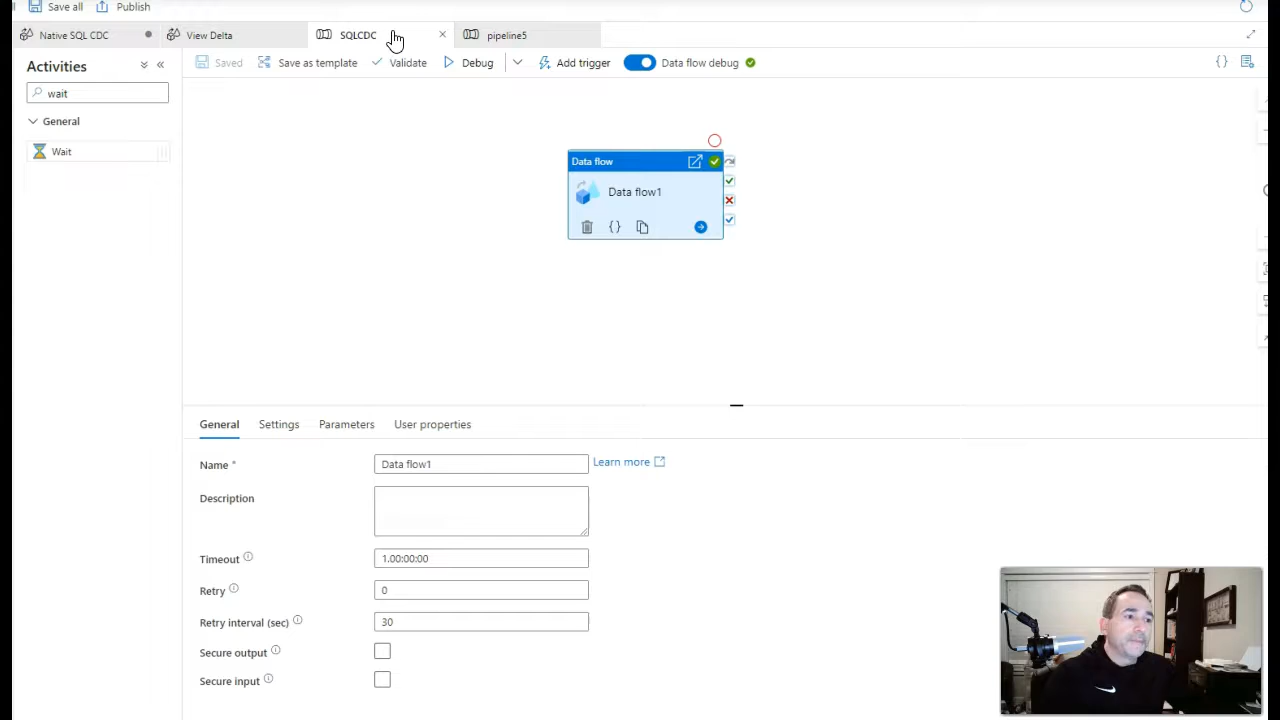 Save all Publish
Native SQL CDC View Delta SQLCDC pipeline5
Activities
Saved Save as template Validate Debug Add trigger Data flow debug { }
wait
General
Wait
Data flow
Data flow1
{ }
General Settings Parameters User properties
Name * Data flow1 Learn more
Description
Timeout 1.00:00:00
Retry 0
Retry interval (sec) 30
Secure output
Secure input